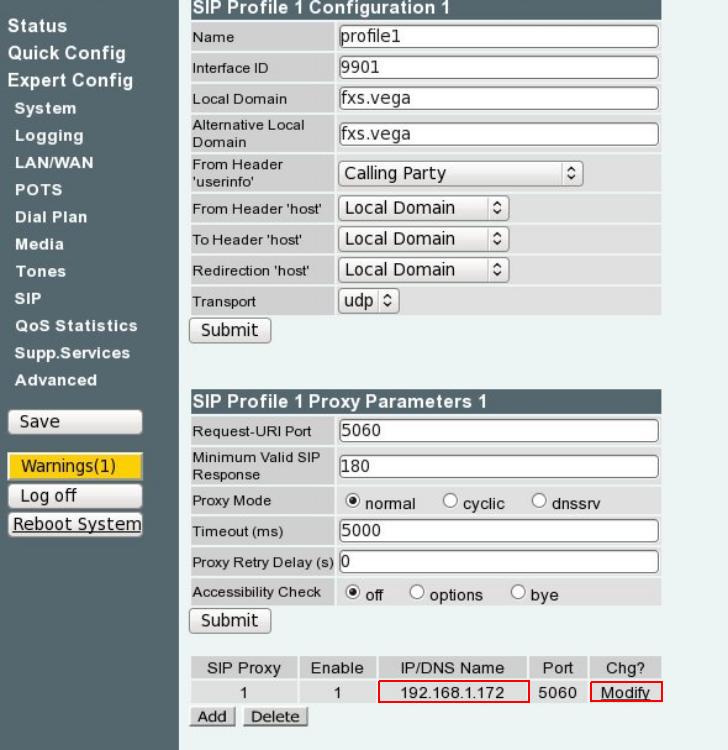 Status
Quick Config
Expert Config
System
Logging
LAN/WAN
POTS
Dial Plan
Media
Tones
SIP
QoS Statistics
Supp.Services
Advanced
Save
Warnings(1)
Log off
Reboot System
SIP Profile 1 Configuration 1
Name profile1
Interface ID 9901
Local Domain fxs.vega
Alternative Local
Domain fxs.vega
From Header
'userinfo' Calling Party
From Header 'host' Local Domain
To Header 'host' Local Domain
Redirection 'host' Local Domain
Transport udp
Submit
SIP Profile 1 Proxy Parameters 1
Request-URI Port 5060
Minimum Valid SIP
Response 180
Proxy Mode normal cyclic dnssrv
Timeout (ms) 5000
Proxy Retry Delay (s) 0
Accessibility Check off options bye
Submit
SIP Proxy Enable IP/DNS Name Port Chg?
1 1 192.168.1.172 5060 Modify
Add Delete